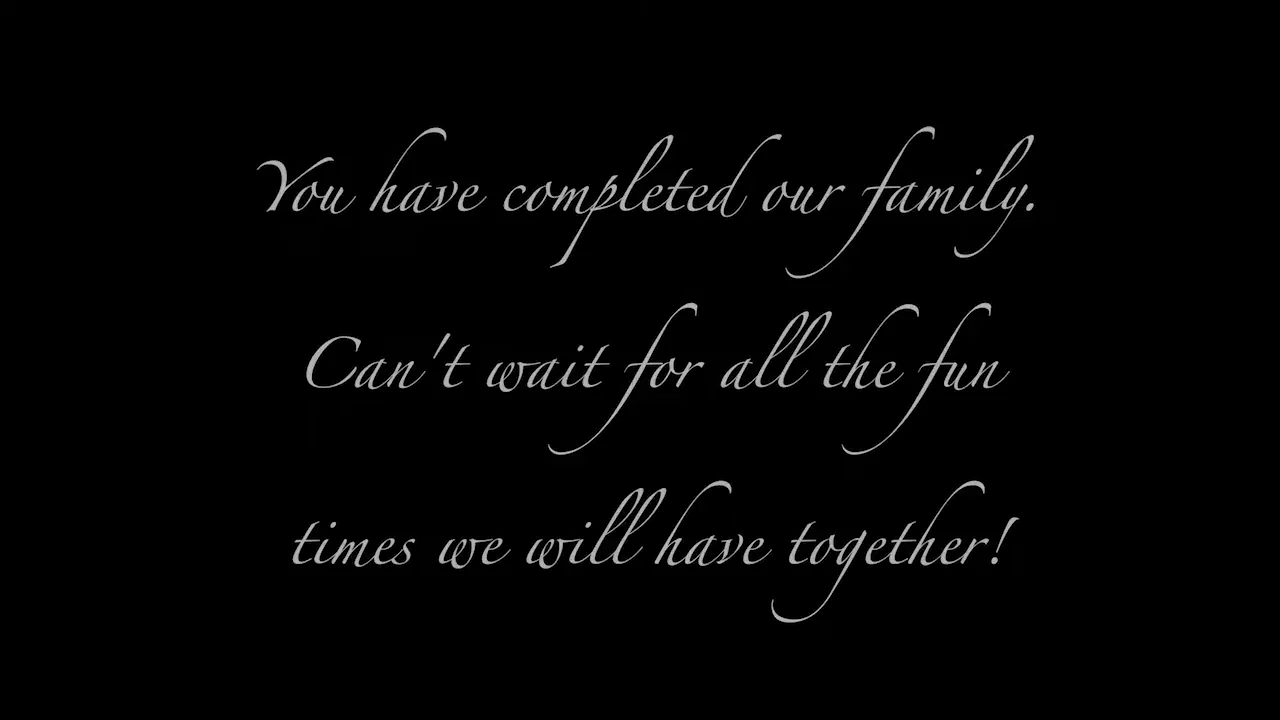 You have completed our family.
Can't wait for all the fun
times we will have together!